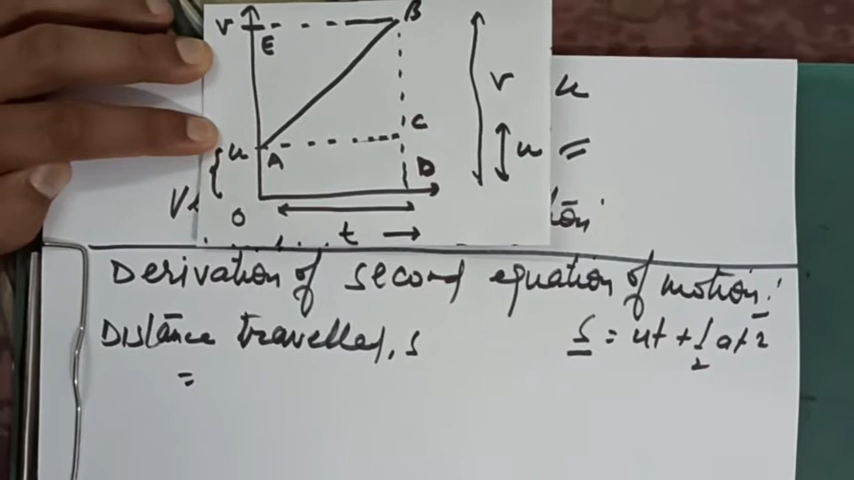 v
B
E
v
u
C
u
A
u =
D
O
t
Derivation of second equation of motion:
Distance travelled, s
s = ut + 1/2 at2
=